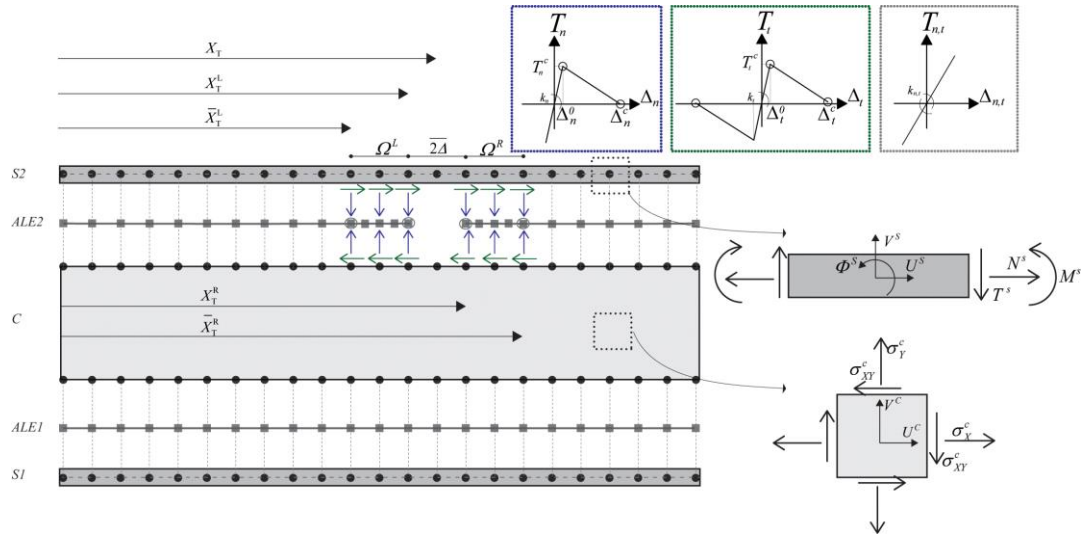 X_T
X_T^L
X̄_T^L
Ω^L 2Δ̅ Ω^R
T_n
T_n^c
k_n
Δ_n^0 Δ_n^c Δ_n
T_t
T_t^c
k_t
Δ_t^0 Δ_t^c Δ_t
T_{n,t}
k_{n,t}
Δ_{n,t}
S2
ALE2
C
X_T^R
X̄_T^R
ALE1
S1
V^S
Φ^S U^S
N^s
T^s
M^s
σ_Y^c
σ_{XY}^c
V^C
U^C
σ_X^c
σ_{XY}^c